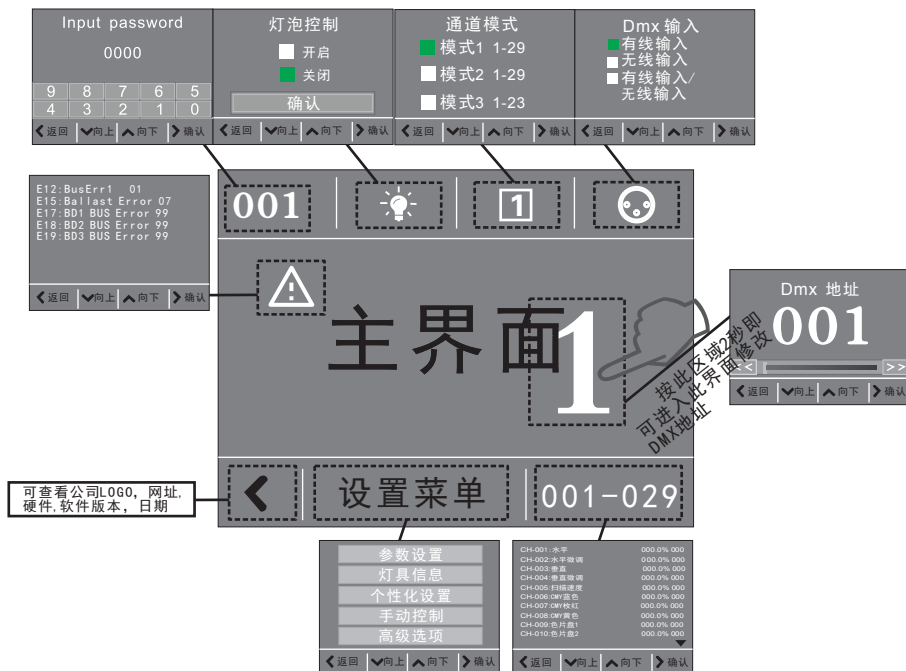 Input password
0000
9 8 7 6 5
4 3 2 1 0
返回 向上 向下 确认
灯泡控制
开启
关闭
确认
返回 向上 向下 确认
通道模式
模式1 1-29
模式2 1-29
模式3 1-23
返回 向上 向下 确认
Dmx 输入
有线输入
无线输入
有线输入/
无线输入
返回 向上 向下 确认
E12:BusErr1 01
E15:Ballast Error 07
E17:BD1 BUS Error 99
E18:BD2 BUS Error 99
E19:BD3 BUS Error 99
返回 向上 向下 确认
001
1
主界面
1
按此区域2秒即
可进入此界面修改
DMX地址
Dmx 地址
001
<< >>
返回 向上 向下 确认
可查看公司LOGO, 网址,
硬件,软件版本, 日期
设置菜单
001-029
参数设置
灯具信息
个性化设置
手动控制
高级选项
返回 向上 向下 确认
CH-001:水平 000.0% 000
CH-002:水平微调 000.0% 000
CH-003:垂直 000.0% 000
CH-004:垂直微调 000.0% 000
CH-005:扫描速度 000.0% 000
CH-006:CMY蓝色 000.0% 000
CH-007:CMY枚红 000.0% 000
CH-008:CMY黄色 000.0% 000
CH-009:色片盘1 000.0% 000
CH-010:色片盘2 000.0% 000
返回 向上 向下 确认